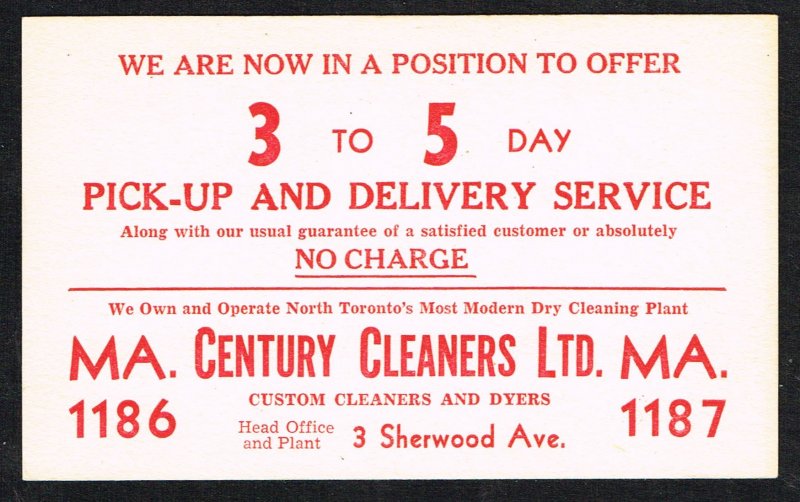 WE ARE NOW IN A POSITION TO OFFER
3 TO 5 DAY
PICK-UP AND DELIVERY SERVICE
Along with our usual guarantee of a satisfied customer or absolutely
NO CHARGE
We Own and Operate North Toronto's Most Modern Dry Cleaning Plant
MA. CENTURY CLEANERS LTD. MA.
1186 CUSTOM CLEANERS AND DYERS 1187
Head Office
and Plant 3 Sherwood Ave.